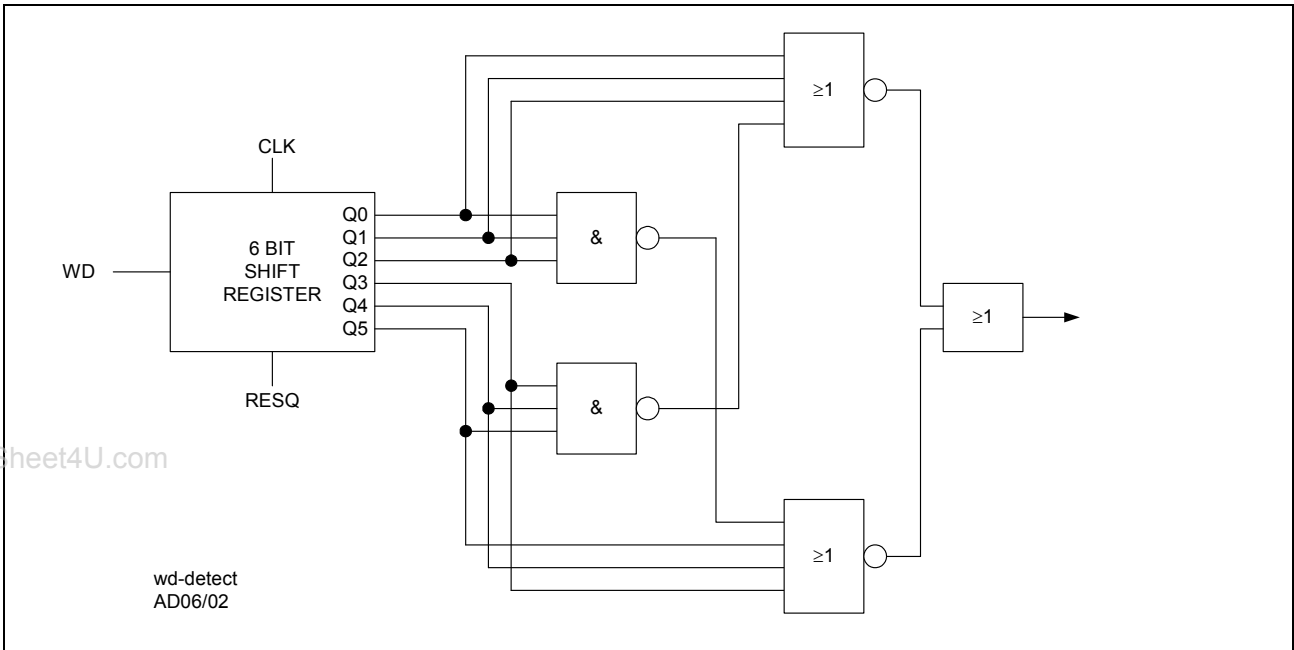 CLK
Q0
Q1
Q2
Q3
Q4
Q5
6 BIT
SHIFT
REGISTER
WD
RESQ
&
&
≥1
≥1
≥1
heet4U.com
wd-detect
AD06/02